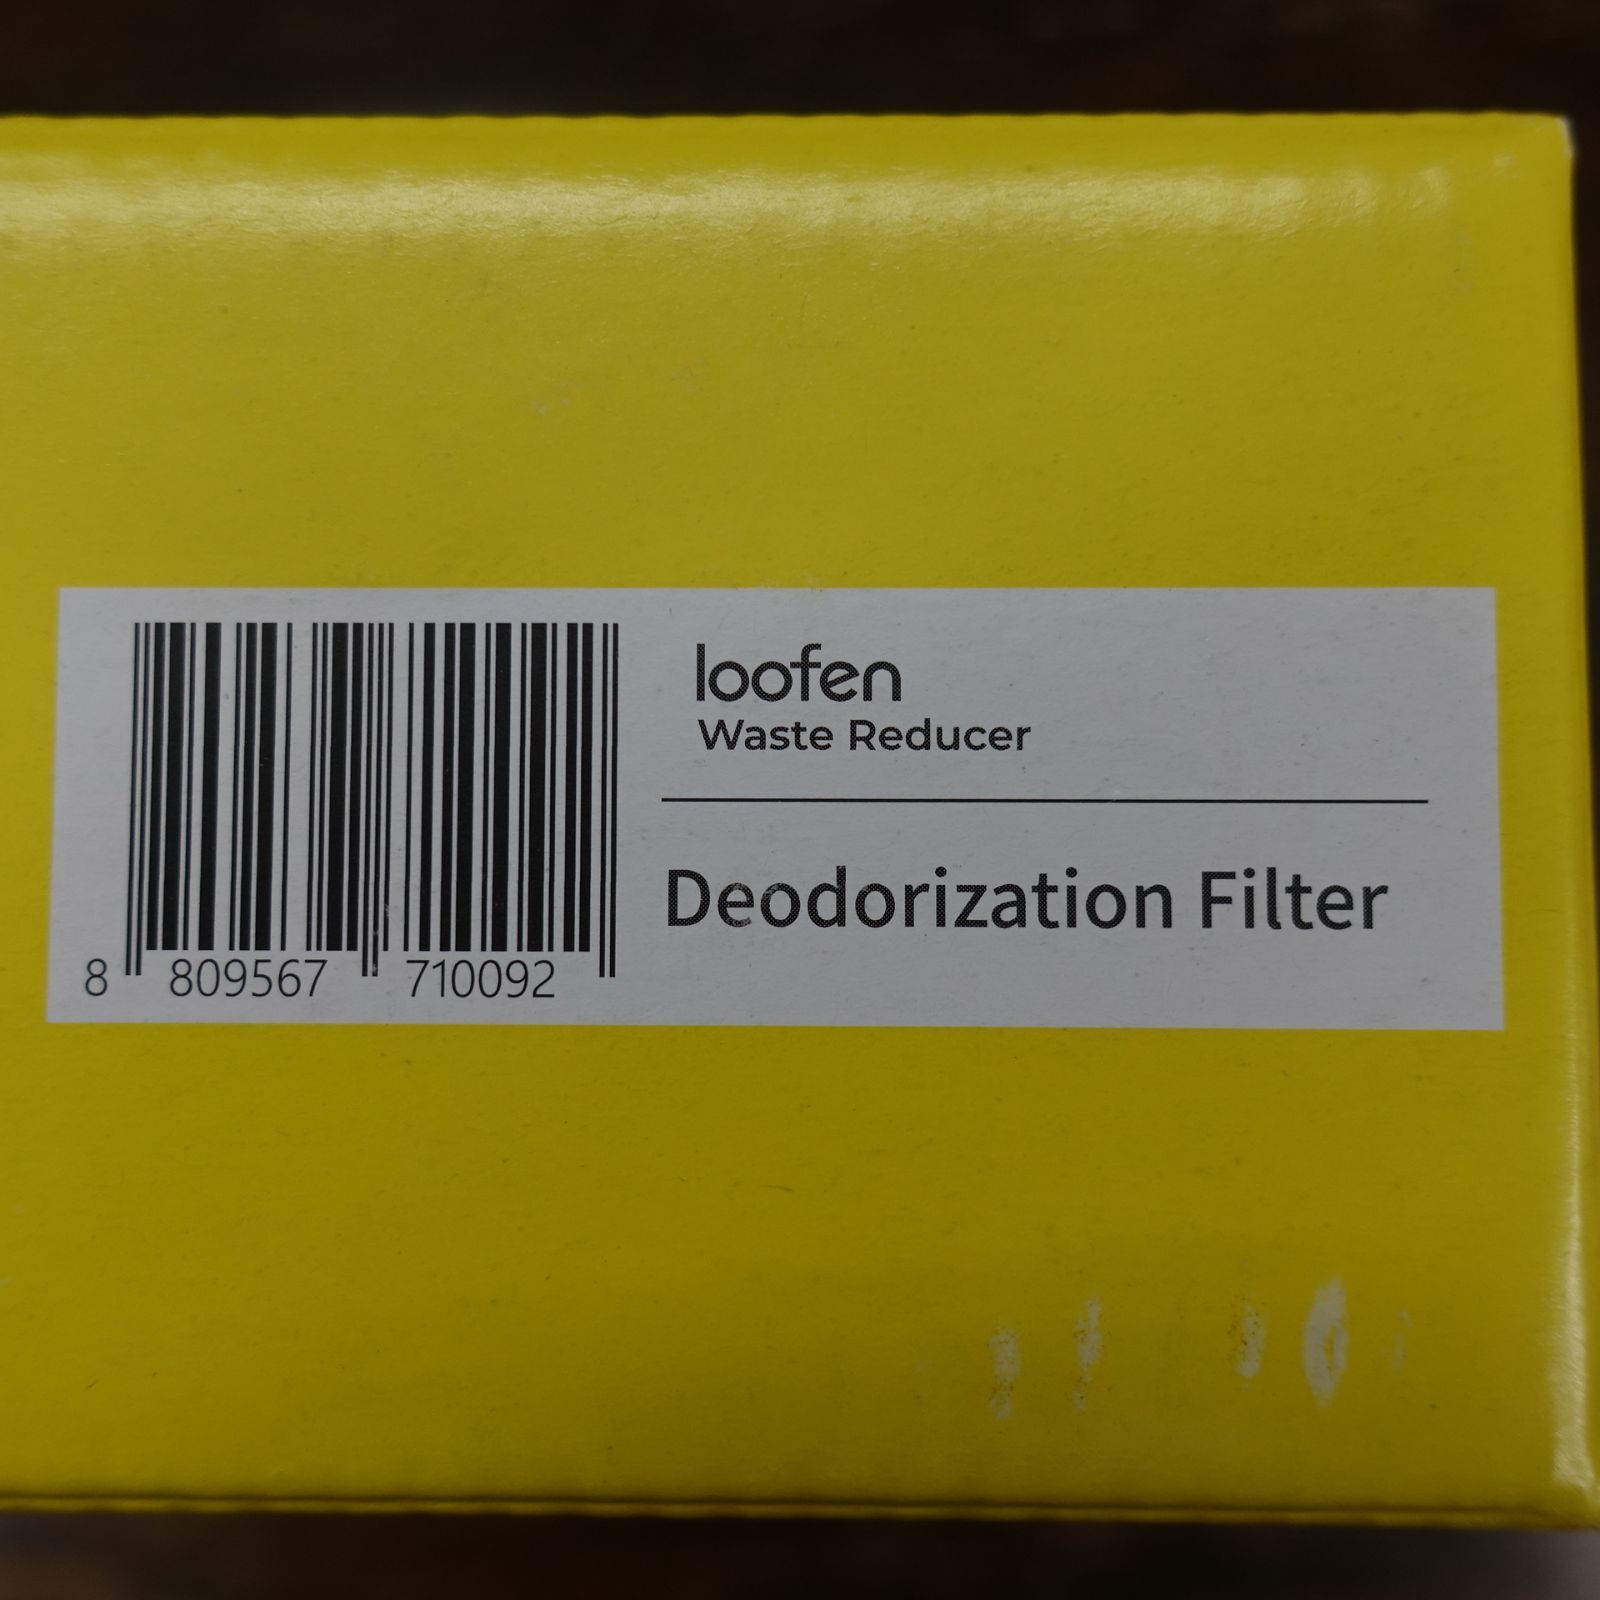 loofen
Waste Reducer
Deodorization Filter
8 809567 710092